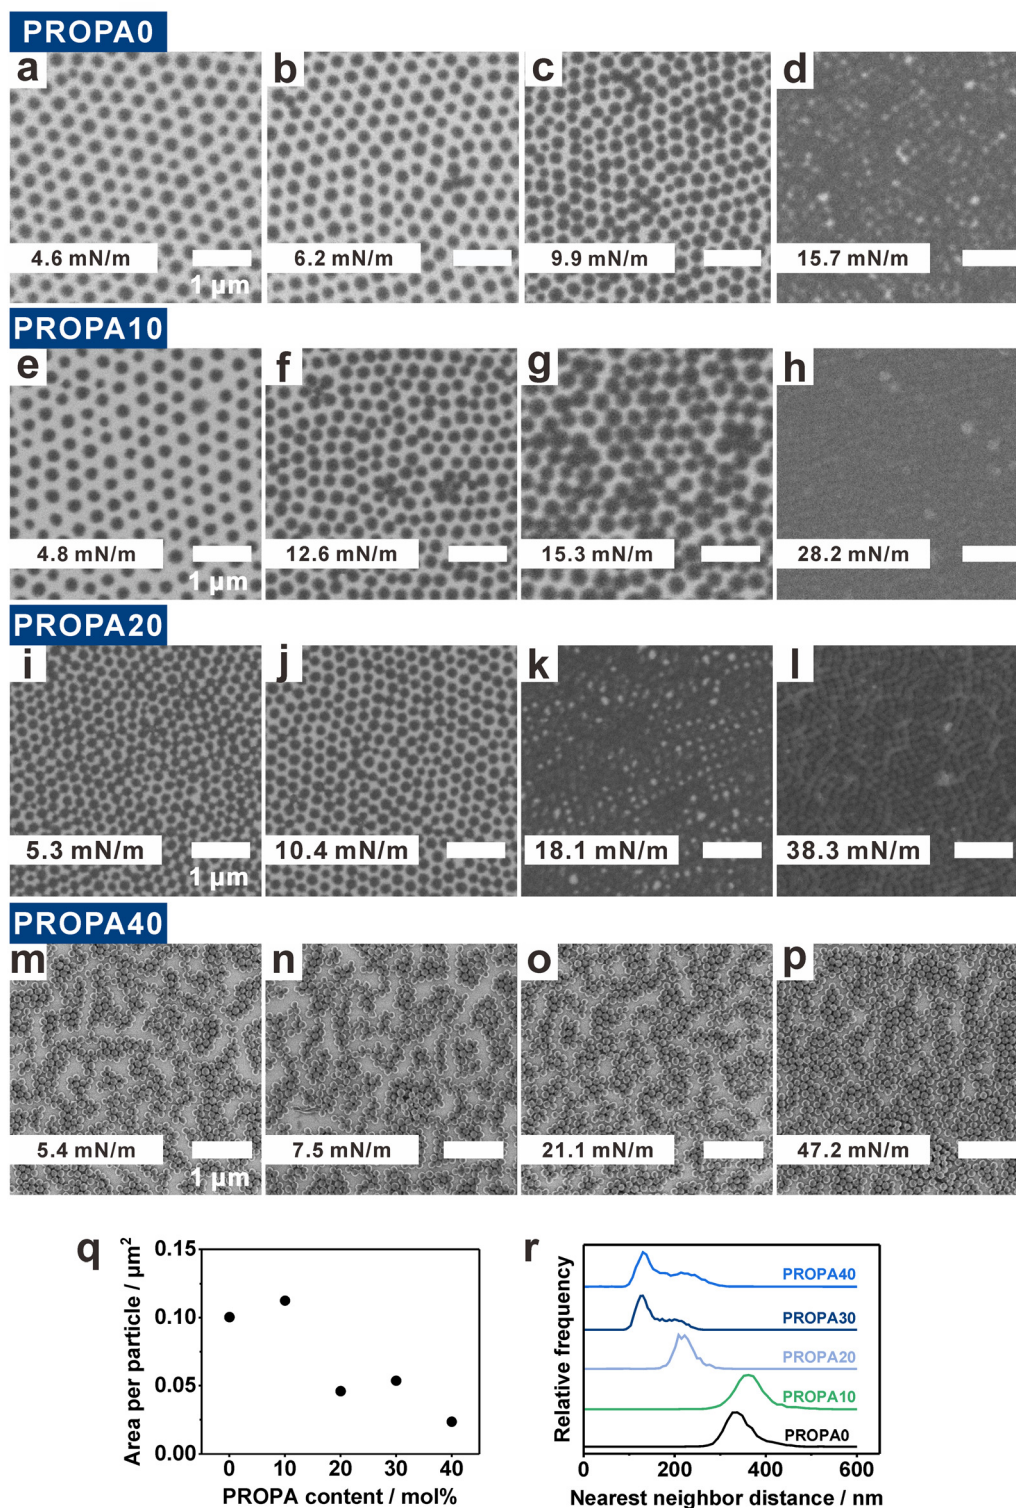 PROPA0
a b c d
4.6 mN/m 6.2 mN/m 9.9 mN/m 15.7 mN/m
1 µm
PROPA10
e f g h
4.8 mN/m 12.6 mN/m 15.3 mN/m 28.2 mN/m
1 µm
PROPA20
i j k l
5.3 mN/m 10.4 mN/m 18.1 mN/m 38.3 mN/m
1 µm
PROPA40
m n o p
5.4 mN/m 7.5 mN/m 21.1 mN/m 47.2 mN/m
1 µm
q
Area per particle / µm²
0.15
0.10
0.05
0.00
0 10 20 30 40
PROPA content / mol%
r
Relative frequency
PROPA40
PROPA30
PROPA20
PROPA10
PROPA0
0 200 400 600
Nearest neighbor distance / nm